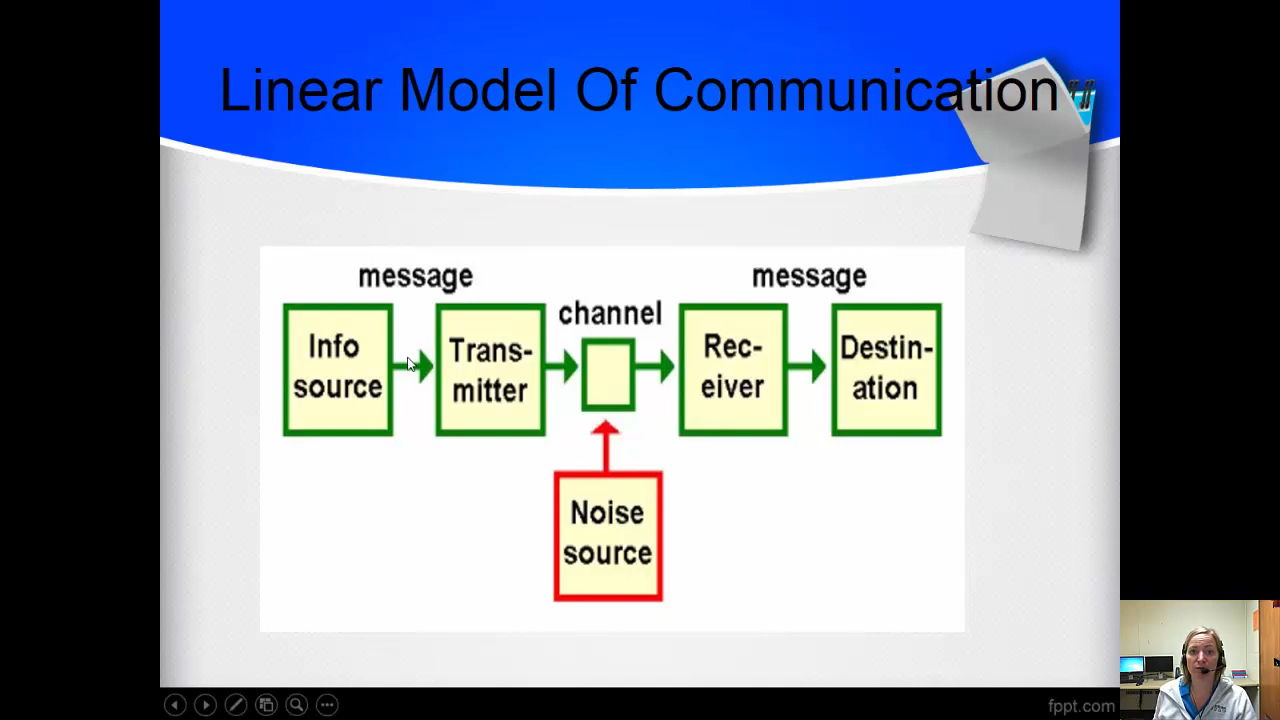 Linear Model Of Communication
message
message
channel
Info
source
Trans-
mitter
Rec-
eiver
Destin-
ation
Noise
source
fppt.com